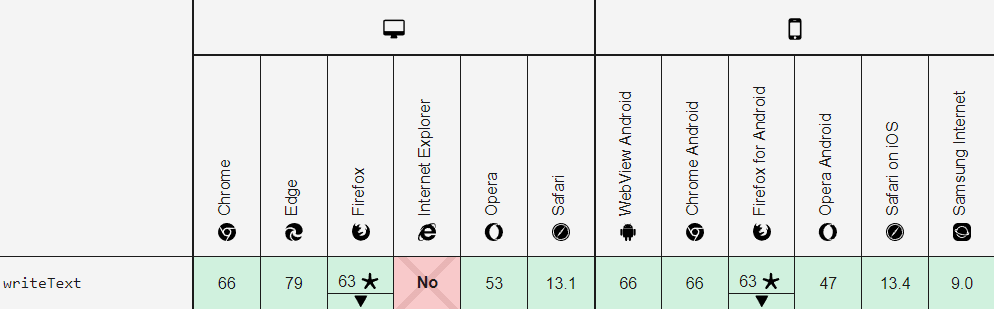 Chrome
Edge
Firefox
Internet Explorer
Opera
Safari
WebView Android
Chrome Android
Firefox for Android
Opera Android
Safari on iOS
Samsung Internet
writeText 66 79 63 No 53 13.1 66 66 63 47 13.4 9.0